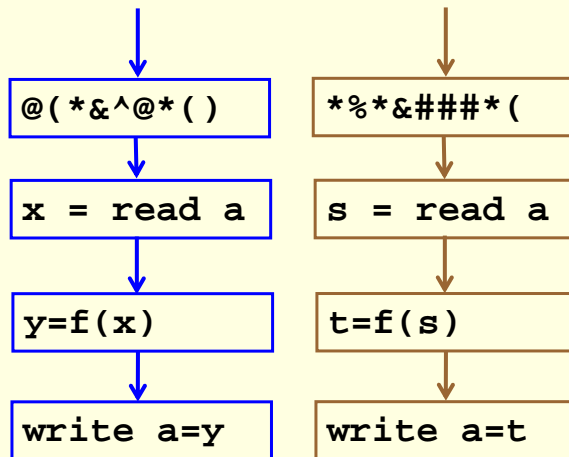 @(*&^@*()
x = read a
y=f(x)
write a=y
*%*&###*(
s = read a
t=f(s)
write a=t